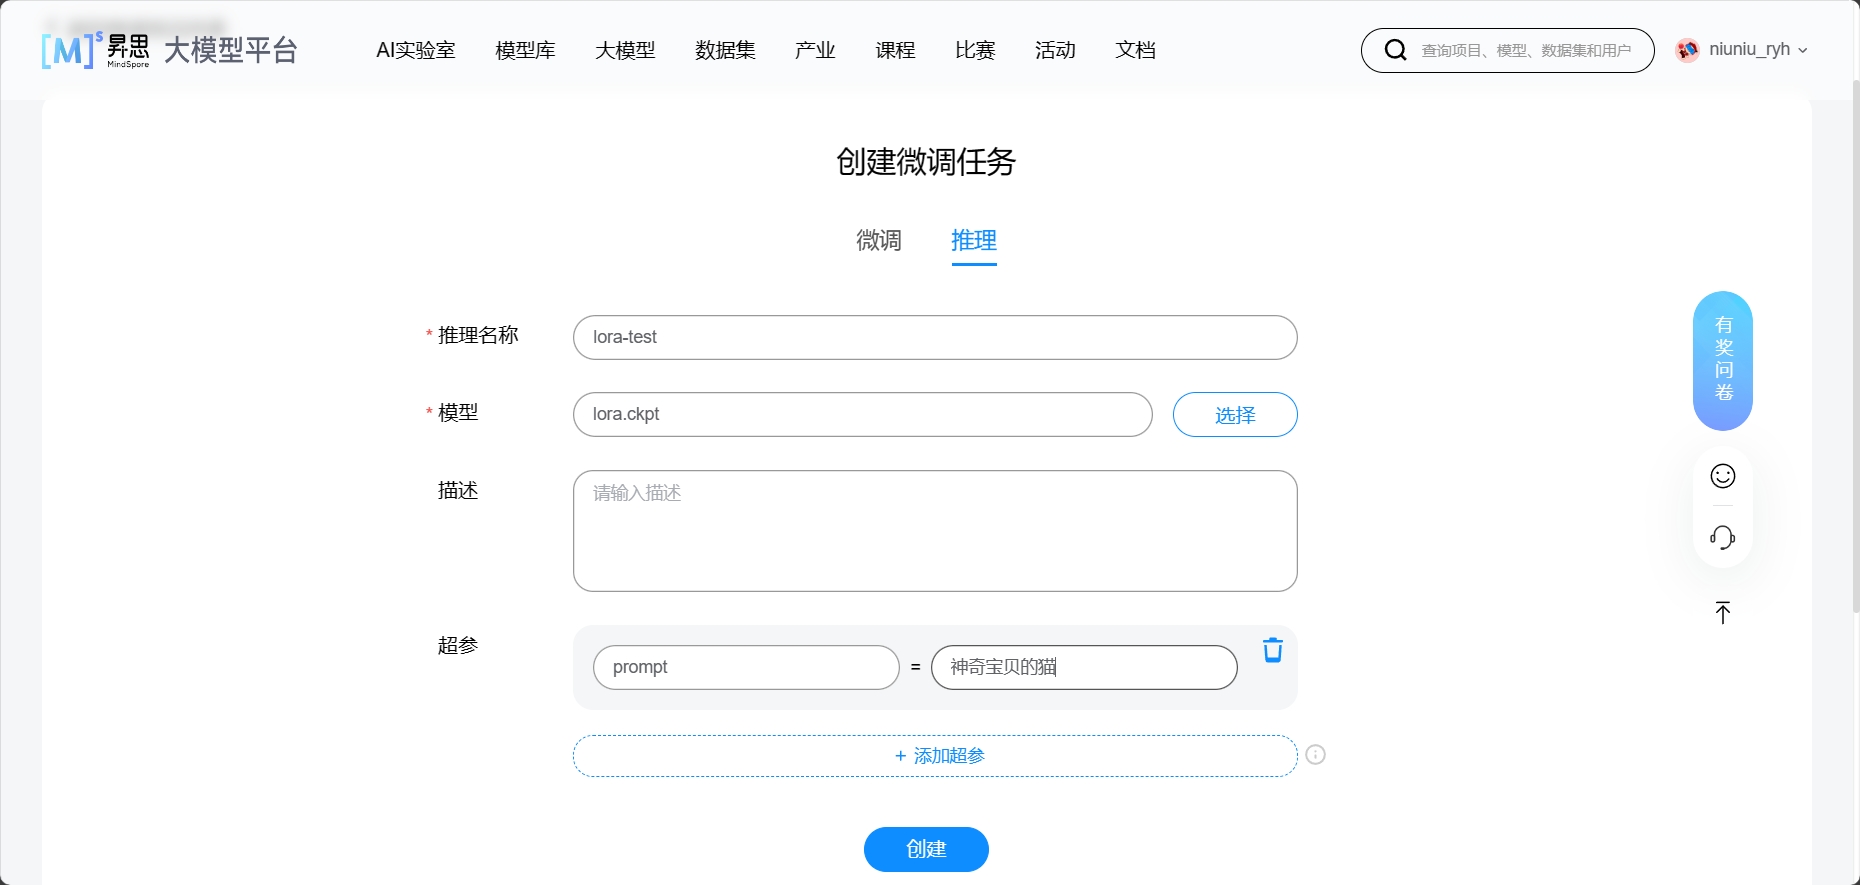 [M]s 昇思 MindSpore 大模型平台 AI实验室 模型库 大模型 数据集 产业 课程 比赛 活动 文档 查询项目、模型、数据集和用户 niuniu_ryh
创建微调任务
微调 推理
* 推理名称 lora-test
* 模型 lora.ckpt 选择
描述 请输入描述
超参 prompt = 神奇宝贝的猫
+ 添加超参
创建
有
奖
问
卷